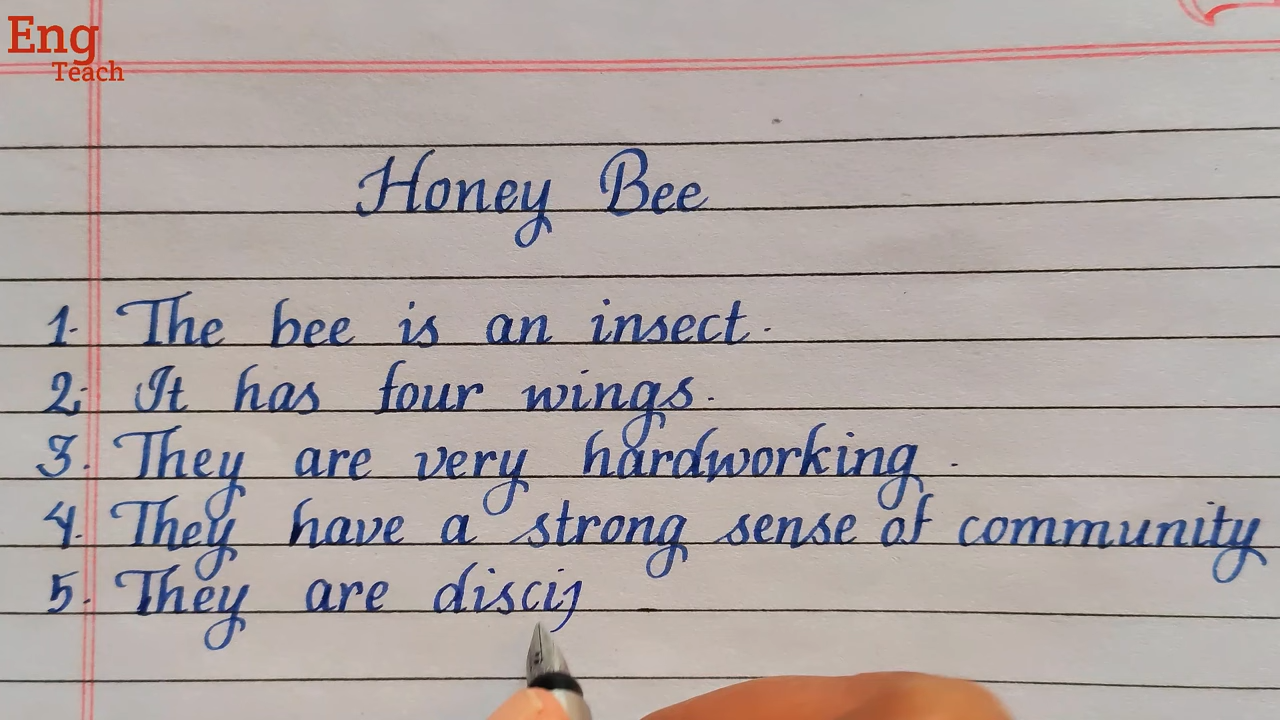 Eng
Teach
Honey Bee
1. The bee is an insect.
2. It has four wings.
3. They are very hardworking.
4. They have a strong sense of community
5. They are